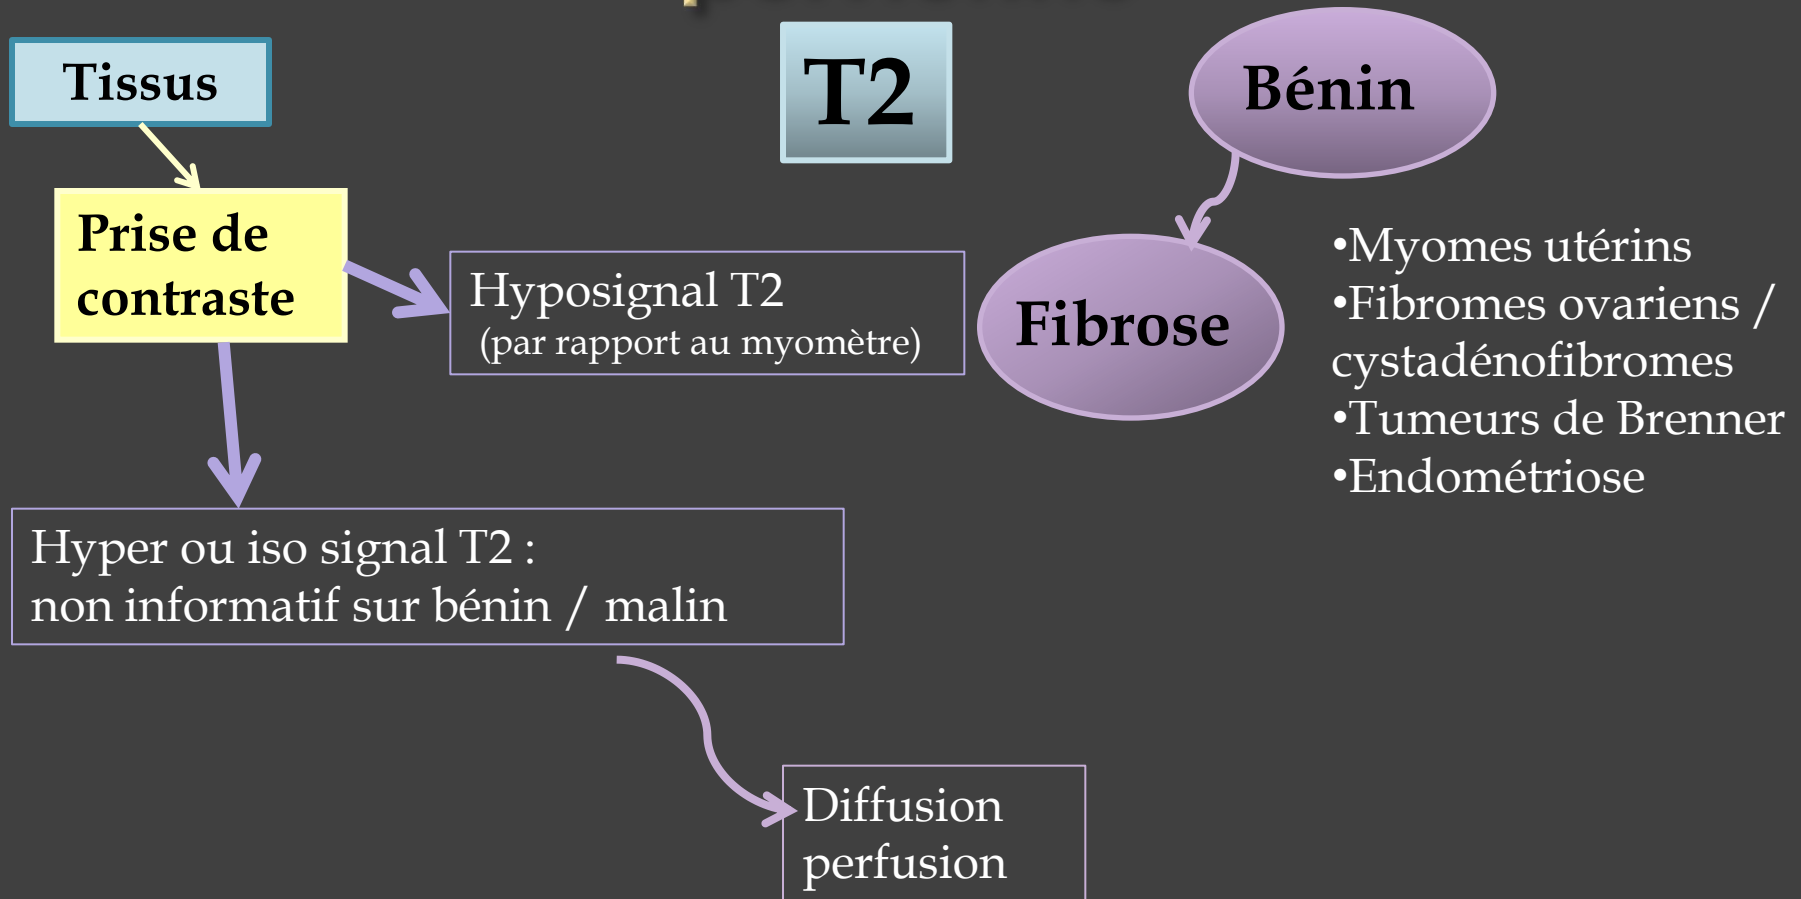 Tissus
T2
Bénin
Prise de
contraste
Hyposignal T2
(par rapport au myomètre)
Fibrose
•Myomes utérins
•Fibromes ovariens /
cystadénofibromes
•Tumeurs de Brenner
•Endométriose
Hyper ou iso signal T2 :
non informatif sur bénin / malin
Diffusion
perfusion